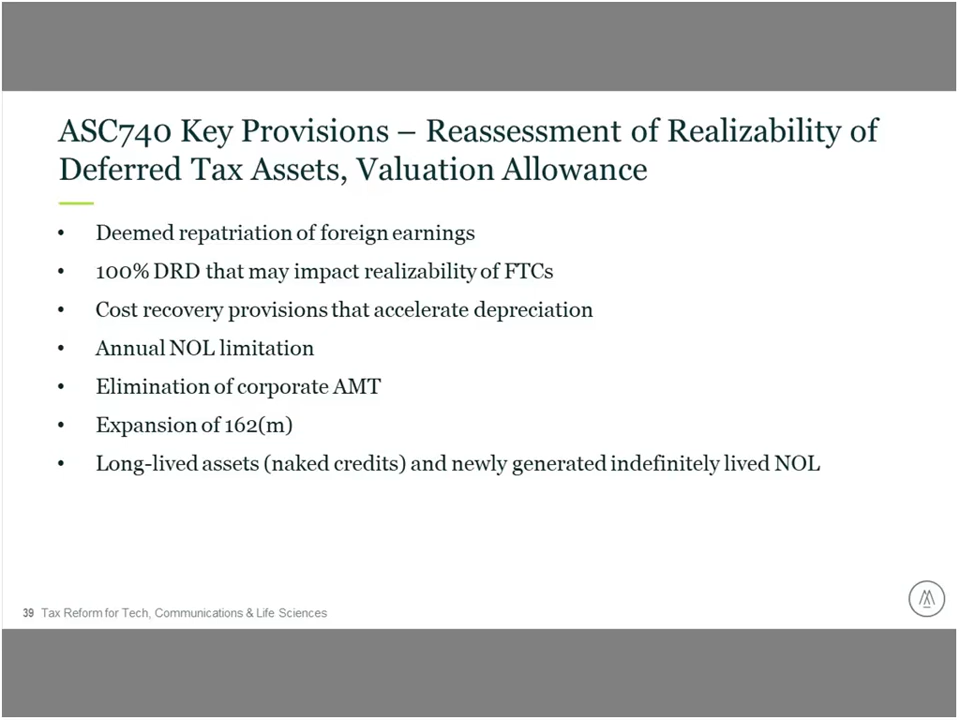 ASC740 Key Provisions – Reassessment of Realizability of
Deferred Tax Assets, Valuation Allowance
• Deemed repatriation of foreign earnings
• 100% DRD that may impact realizability of FTCs
• Cost recovery provisions that accelerate depreciation
• Annual NOL limitation
• Elimination of corporate AMT
• Expansion of 162(m)
• Long-lived assets (naked credits) and newly generated indefinitely lived NOL
39 Tax Reform for Tech, Communications & Life Sciences